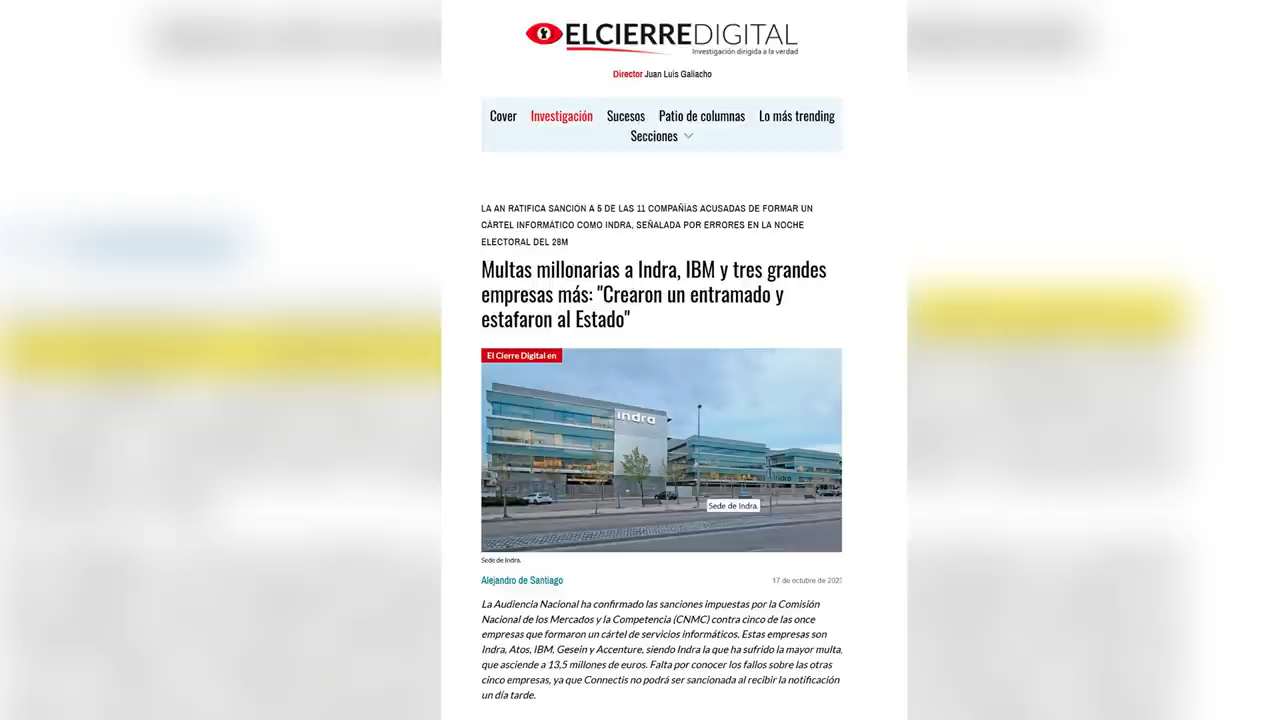 ELCIERREDIGITAL
Investigación dirigida a la verdad
Director Juan Luis Galiacho
Cover Investigación Sucesos Patio de columnas Lo más trending
Secciones
LA AN RATIFICA SANCIÓN A 5 DE LAS 11 COMPAÑÍAS ACUSADAS DE FORMAR UN
CÁRTEL INFORMÁTICO COMO INDRA, SEÑALADA POR ERRORES EN LA NOCHE
ELECTORAL DEL 28M
Multas millonarias a Indra, IBM y tres grandes
empresas más: "Crearon un entramado y
estafaron al Estado"
El Cierre Digital en
indra
indra
Sede de Indra.
Sede de Indra.
Alejandro de Santiago 17 de octubre de 2023
La Audiencia Nacional ha confirmado las sanciones impuestas por la Comisión
Nacional de los Mercados y la Competencia (CNMC) contra cinco de las once
empresas que formaron un cártel de servicios informáticos. Estas empresas son
Indra, Atos, IBM, Gesein y Accenture, siendo Indra la que ha sufrido la mayor multa,
que asciende a 13,5 millones de euros. Falta por conocer los fallos sobre las otras
cinco empresas, ya que Connectis no podrá ser sancionada al recibir la notificación
un día tarde.